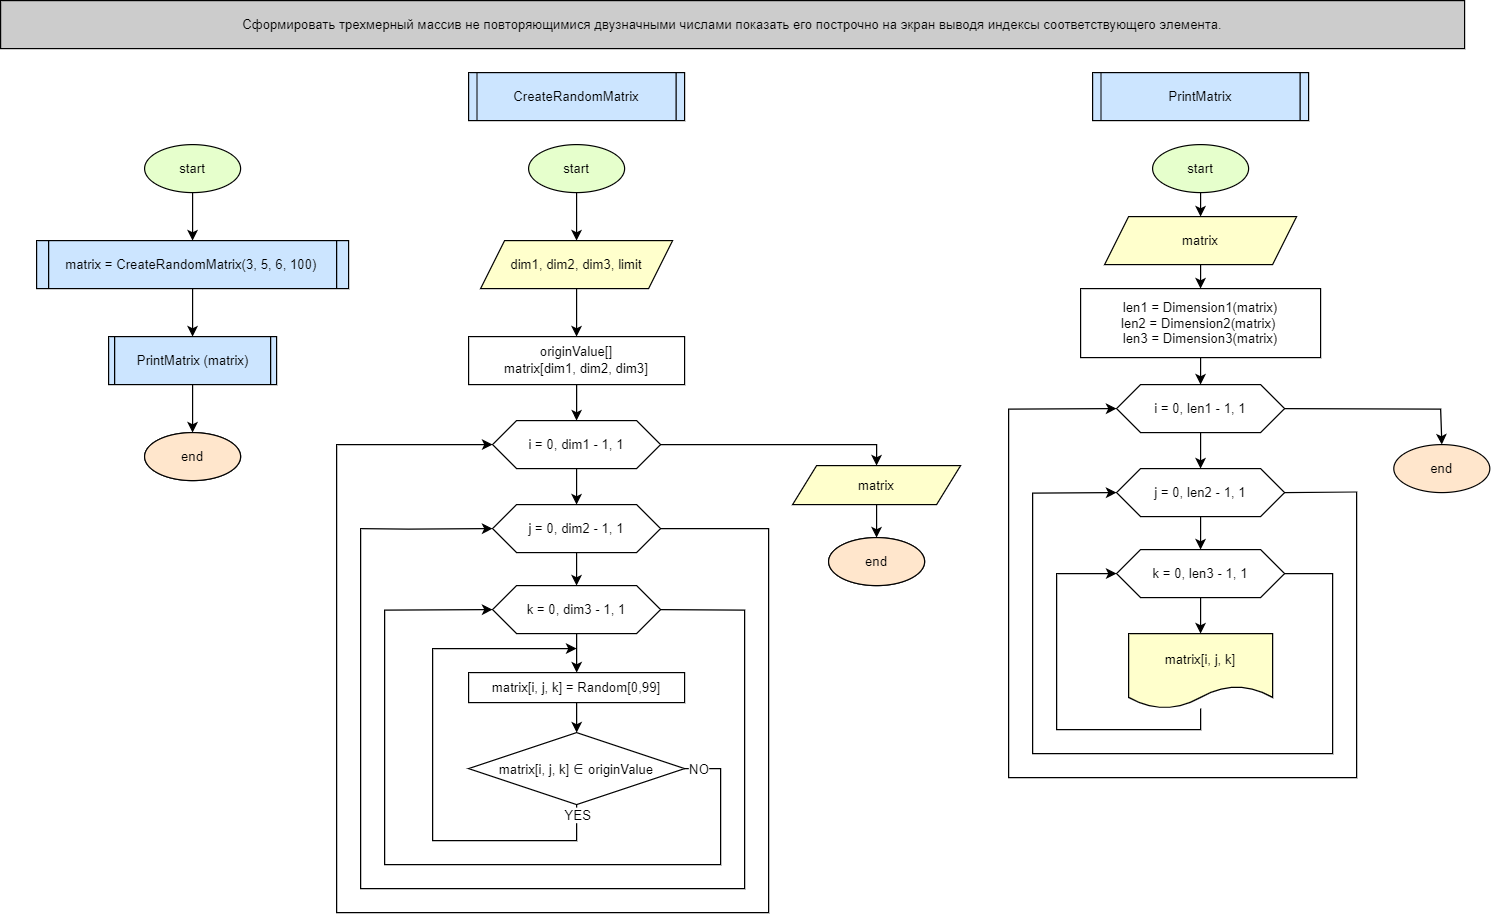 Сформировать трехмерный массив не повторяющимися двузначными числами показать его построчно на экран выводя индексы соответствующего элемента.
start
matrix = CreateRandomMatrix(3, 5, 6, 100)
PrintMatrix (matrix)
end
CreateRandomMatrix
start
dim1, dim2, dim3, limit
originValue[]
matrix[dim1, dim2, dim3]
i = 0, dim1 - 1, 1
j = 0, dim2 - 1, 1
k = 0, dim3 - 1, 1
matrix[i, j, k] = Random[0,99]
matrix[i, j, k] ∈ originValue
NO
YES
matrix
end
PrintMatrix
start
matrix
len1 = Dimension1(matrix)
len2 = Dimension2(matrix)
len3 = Dimension3(matrix)
i = 0, len1 - 1, 1
j = 0, len2 - 1, 1
k = 0, len3 - 1, 1
matrix[i, j, k]
end